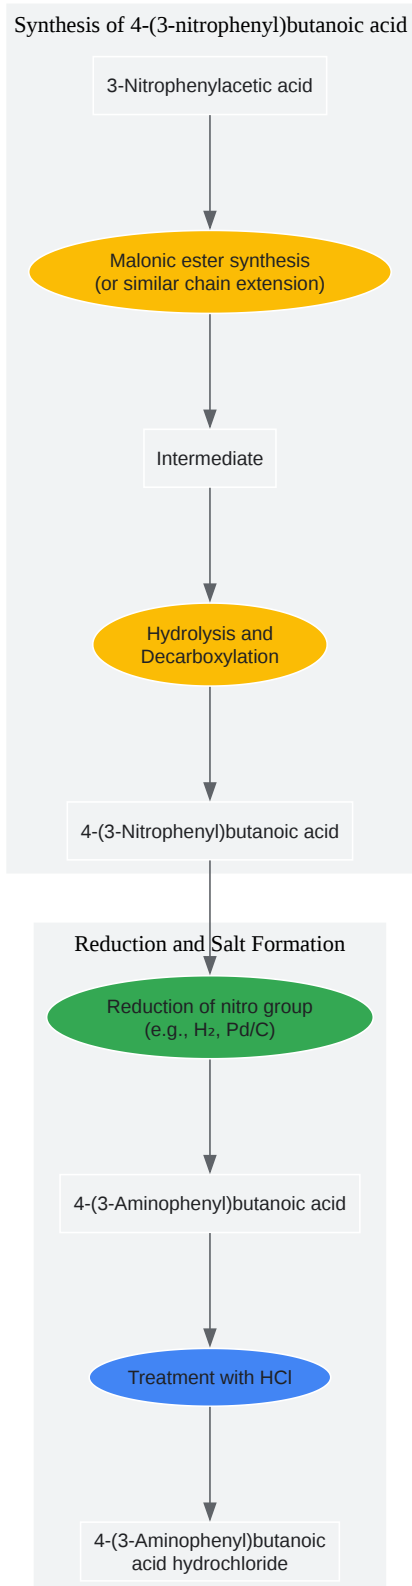 Synthesis of 4-(3-nitrophenyl)butanoic acid
3-Nitrophenylacetic acid
Malonic ester synthesis
(or similar chain extension)
Intermediate
Hydrolysis and
Decarboxylation
4-(3-Nitrophenyl)butanoic acid
Reduction and Salt Formation
Reduction of nitro group
(e.g., H₂, Pd/C)
4-(3-Aminophenyl)butanoic acid
Treatment with HCl
4-(3-Aminophenyl)butanoic
acid hydrochloride